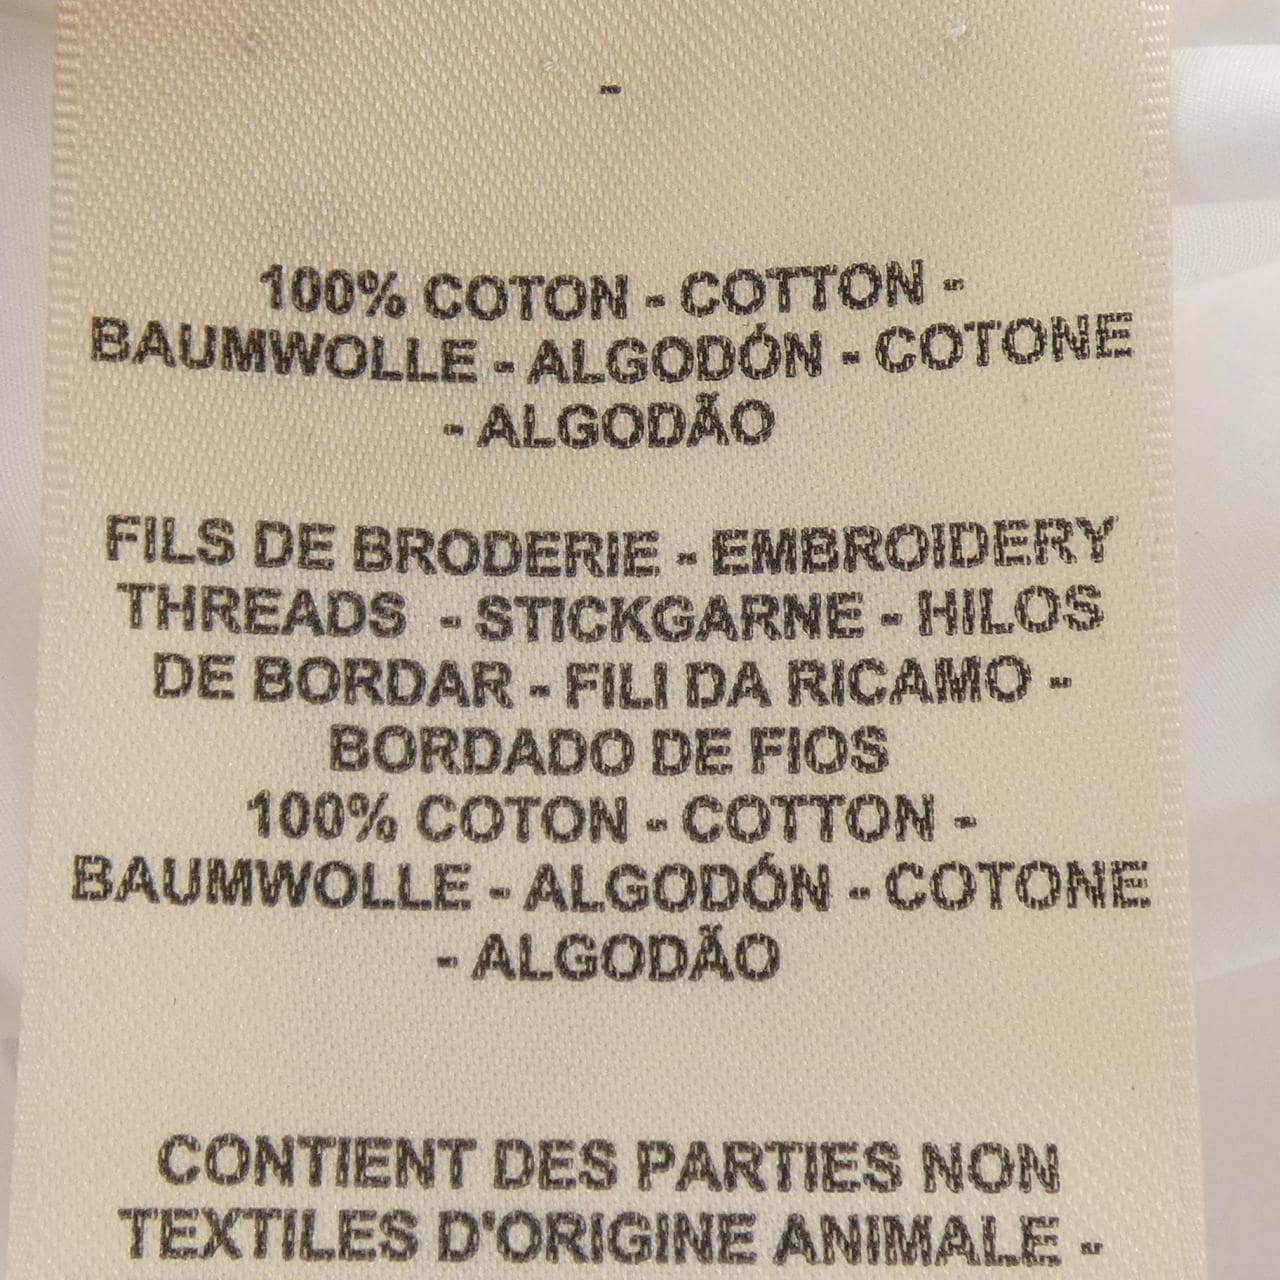 -
100% COTON - COTTON -
BAUMWOLLE - ALGODÓN - COTONE
- ALGODÃO
FILS DE BRODERIE - EMBROIDERY
THREADS - STICKGARNE - HILOS
DE BORDAR - FILI DA RICAMO -
BORDADO DE FIOS
100% COTON - COTTON -
BAUMWOLLE - ALGODÓN - COTONE
- ALGODÃO
CONTIENT DES PARTIES NON
TEXTILES D'ORIGINE ANIMALE -